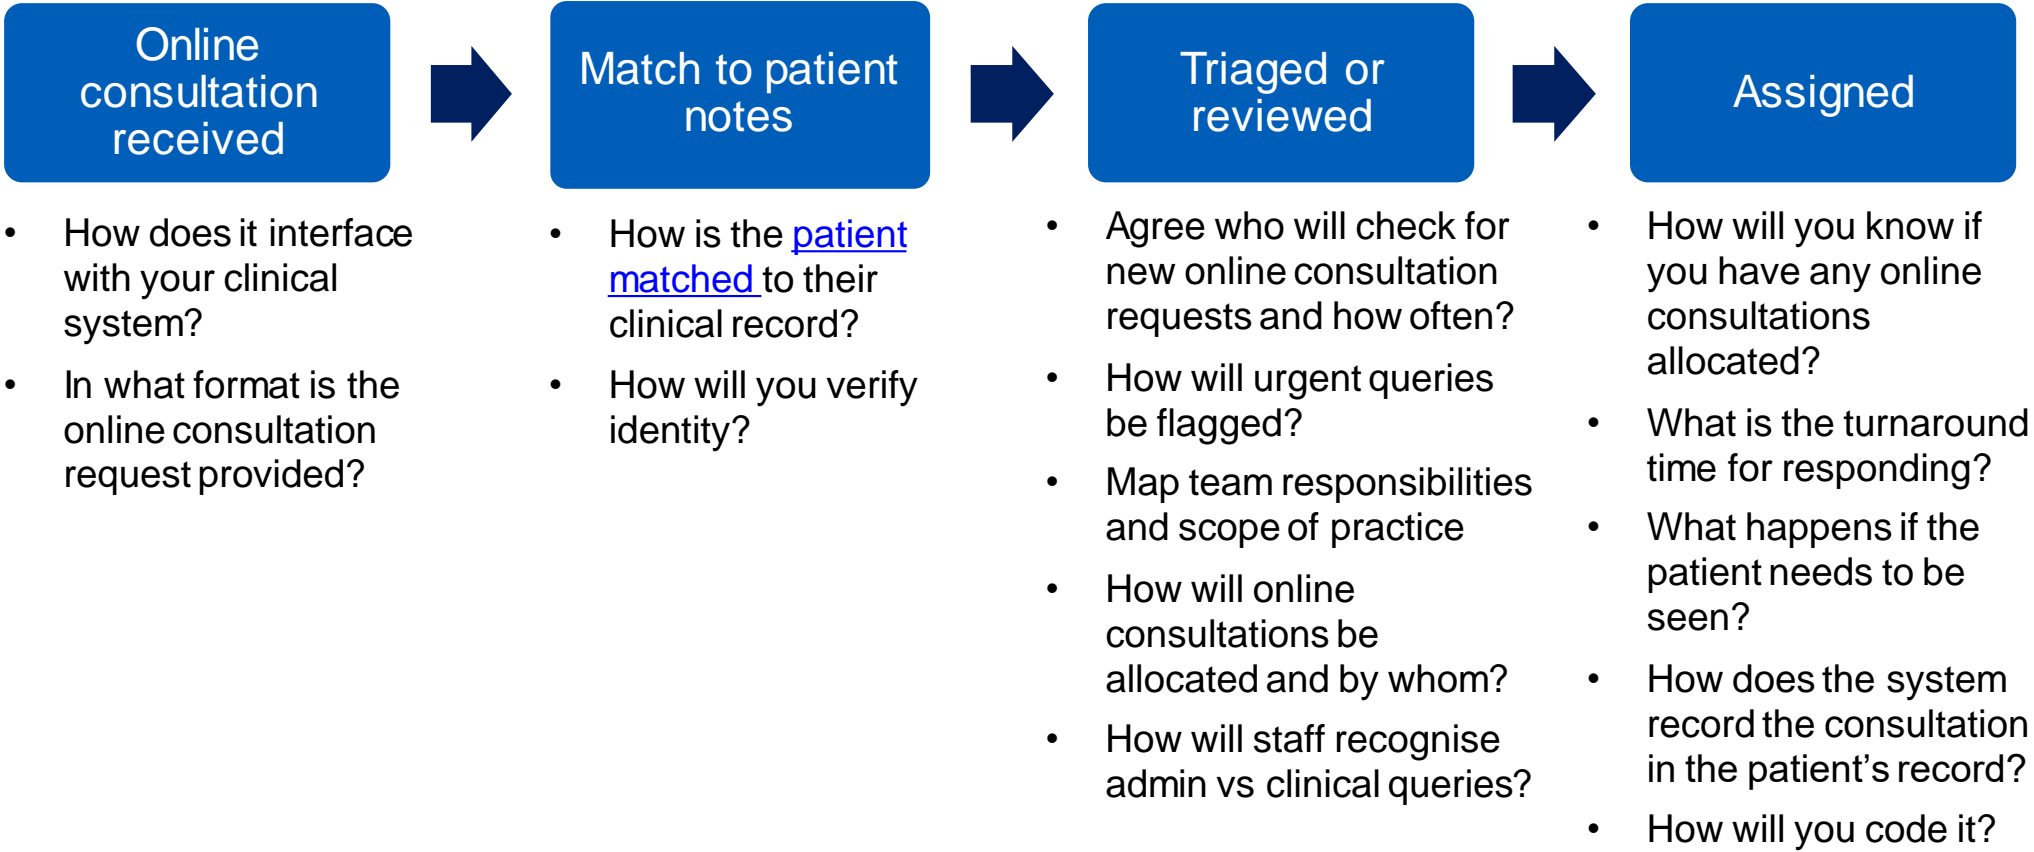 Online
consultation
received
Match to patient
notes
Triaged or
reviewed
Assigned
• How does it interface
with your clinical
system?
• In what format is the
online consultation
request provided?
• How is the patient
matched to their
clinical record?
• How will you verify
identity?
• Agree who will check for
new online consultation
requests and how often?
• How will urgent queries
be flagged?
• Map team responsibilities
and scope of practice
• How will online
consultations be
allocated and by whom?
• How will staff recognise
admin vs clinical queries?
• How will you know if
you have any online
consultations
allocated?
• What is the turnaround
time for responding?
• What happens if the
patient needs to be
seen?
• How does the system
record the consultation
in the patient’s record?
• How will you code it?